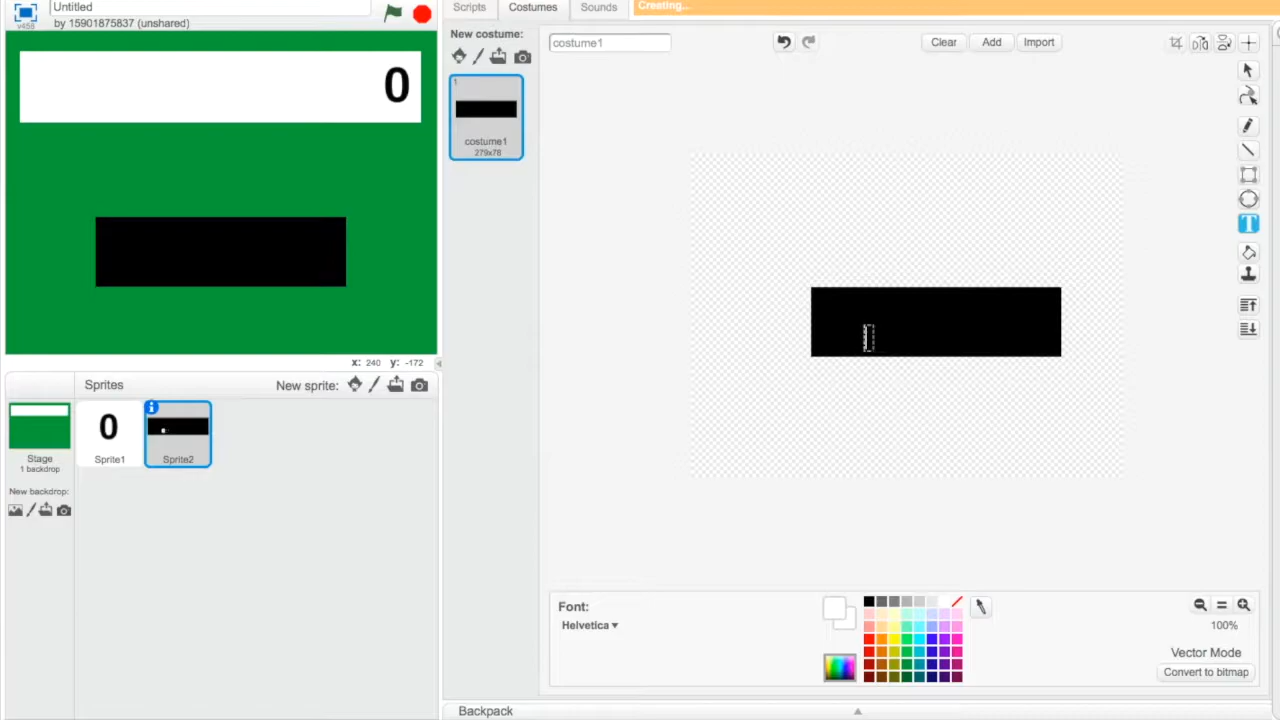 Untitled
v456
by 15901875837 (unshared)
Scripts
Costumes
Sounds
Creating...
New costume:
costume1
Clear
Add
Import
0
1
costume1
279x78
T
x: 240 y: -172
Sprites
New sprite:
0
Stage
1 backdrop
Sprite1
Sprite2
New backdrop:
Font:
Helvetica
100%
Vector Mode
Convert to bitmap
Backpack